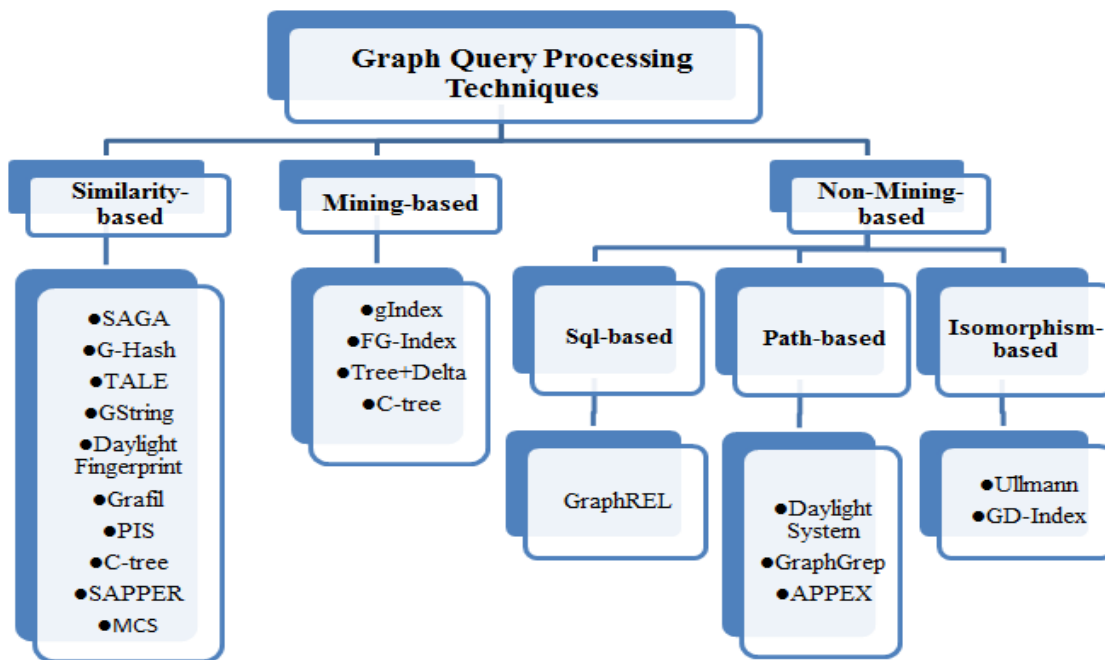 Graph Query Processing
Techniques
Similarity-
based
Mining-based
Non-Mining-
based
●SAGA
●G-Hash
●TALE
●GString
●Daylight
Fingerprint
●Grafil
●PIS
●C-tree
●SAPPER
●MCS
●gIndex
●FG-Index
●Tree+Delta
●C-tree
Sql-based
Path-based
Isomorphism-
based
GraphREL
●Daylight
System
●GraphGrep
●APPEX
●Ullmann
●GD-Index